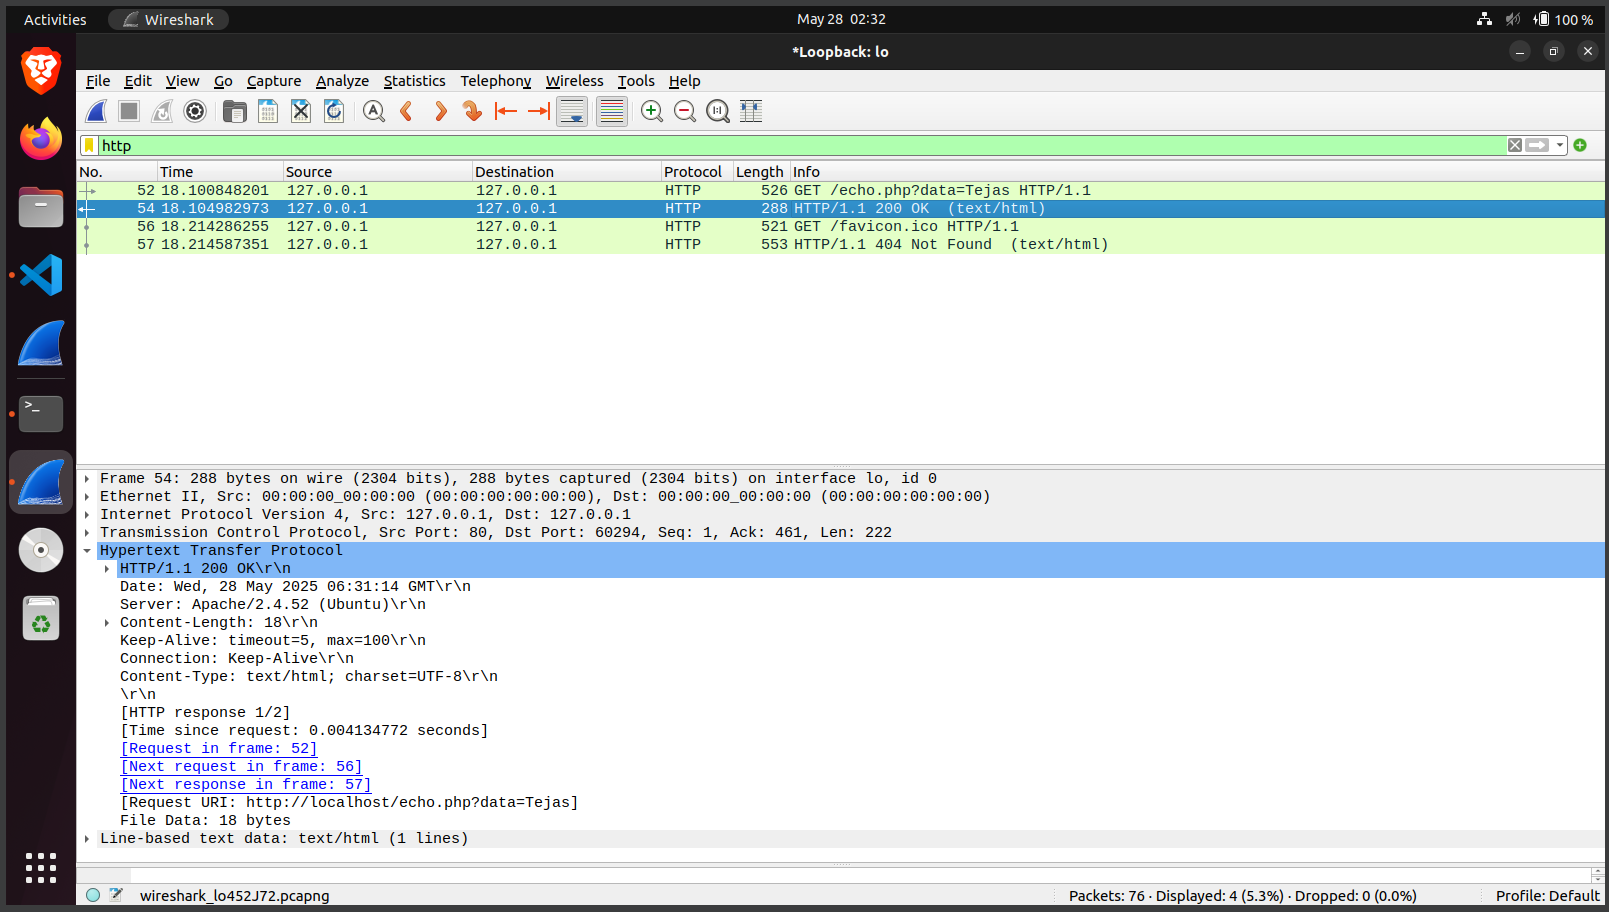 Activities Wireshark May 28 02:32 100 %
*Loopback: lo
File Edit View Go Capture Analyze Statistics Telephony Wireless Tools Help
http
No. Time Source Destination Protocol Length Info
52 18.100848201 127.0.0.1 127.0.0.1 HTTP 526 GET /echo.php?data=Tejas HTTP/1.1
54 18.104982973 127.0.0.1 127.0.0.1 HTTP 288 HTTP/1.1 200 OK  (text/html)
56 18.214286255 127.0.0.1 127.0.0.1 HTTP 521 GET /favicon.ico HTTP/1.1
57 18.214587351 127.0.0.1 127.0.0.1 HTTP 553 HTTP/1.1 404 Not Found  (text/html)
Frame 54: 288 bytes on wire (2304 bits), 288 bytes captured (2304 bits) on interface lo, id 0
Ethernet II, Src: 00:00:00_00:00:00 (00:00:00:00:00:00), Dst: 00:00:00_00:00:00 (00:00:00:00:00:00)
Internet Protocol Version 4, Src: 127.0.0.1, Dst: 127.0.0.1
Transmission Control Protocol, Src Port: 80, Dst Port: 60294, Seq: 1, Ack: 461, Len: 222
Hypertext Transfer Protocol
HTTP/1.1 200 OK\r\n
Date: Wed, 28 May 2025 06:31:14 GMT\r\n
Server: Apache/2.4.52 (Ubuntu)\r\n
Content-Length: 18\r\n
Keep-Alive: timeout=5, max=100\r\n
Connection: Keep-Alive\r\n
Content-Type: text/html; charset=UTF-8\r\n
\r\n
[HTTP response 1/2]
[Time since request: 0.004134772 seconds]
[Request in frame: 52]
[Next request in frame: 56]
[Next response in frame: 57]
[Request URI: http://localhost/echo.php?data=Tejas]
File Data: 18 bytes
Line-based text data: text/html (1 lines)
wireshark_lo452J72.pcapng Packets: 76 · Displayed: 4 (5.3%) · Dropped: 0 (0.0%) Profile: Default